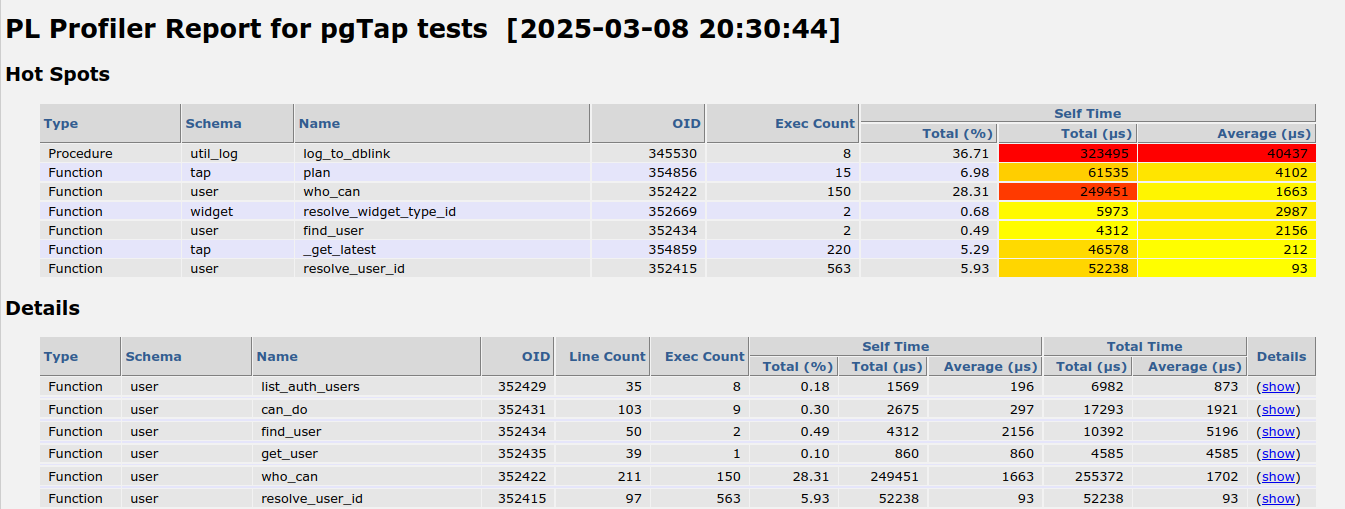 PL Profiler Report for pgTap tests [2025-03-08 20:30:44]
Hot Spots
Type Schema Name OID Exec Count Self Time
Total (%) Total (µs) Average (µs)
Procedure util_log log_to_dblink 345530 8 36.71 323495 40437
Function tap plan 354856 15 6.98 61535 4102
Function user who_can 352422 150 28.31 249451 1663
Function widget resolve_widget_type_id 352669 2 0.68 5973 2987
Function user find_user 352434 2 0.49 4312 2156
Function tap _get_latest 354859 220 5.29 46578 212
Function user resolve_user_id 352415 563 5.93 52238 93
Details
Type Schema Name OID Line Count Exec Count Self Time Total Time Details
Total (%) Total (µs) Average (µs) Total (µs) Average (µs)
Function user list_auth_users 352429 35 8 0.18 1569 196 6982 873 (show)
Function user can_do 352431 103 9 0.30 2675 297 17293 1921 (show)
Function user find_user 352434 50 2 0.49 4312 2156 10392 5196 (show)
Function user get_user 352435 39 1 0.10 860 860 4585 4585 (show)
Function user who_can 352422 211 150 28.31 249451 1663 255372 1702 (show)
Function user resolve_user_id 352415 97 563 5.93 52238 93 52238 93 (show)